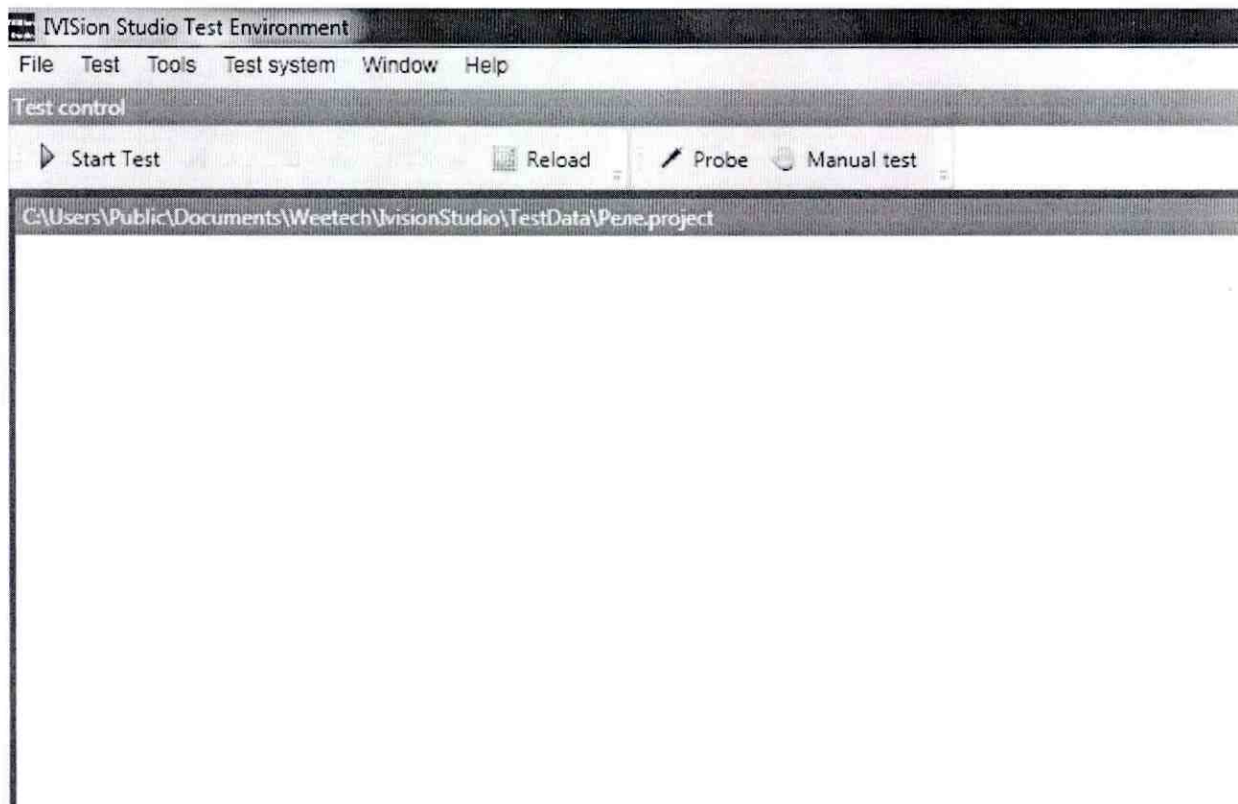 IVISion Studio Test Environment
File Test Tools Test system Window Help
Test control
Start Test Reload Probe Manual test
C:\Users\Public\Documents\Weetech\IvisionStudio\TestData\Реле.project